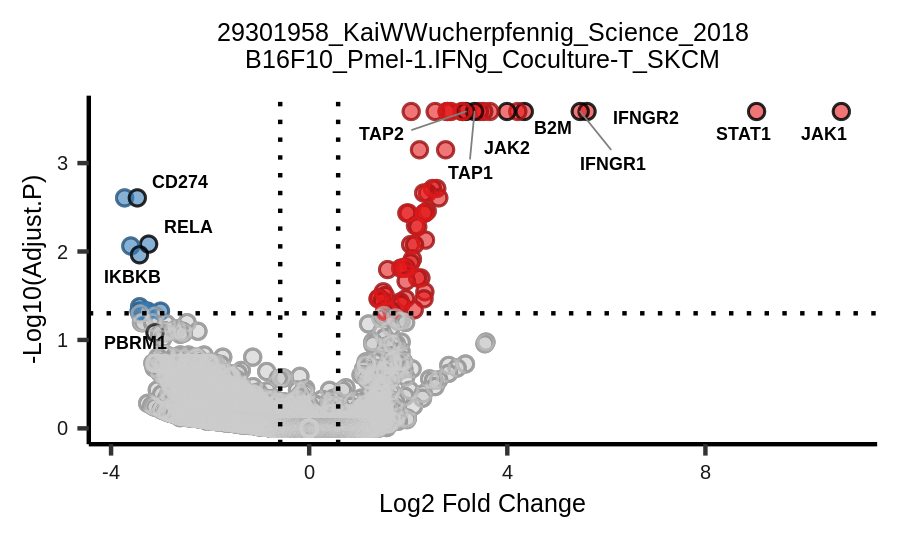 29301958_KaiWWucherpfennig_Science_2018
B16F10_Pmel-1.IFNg_Coculture-T_SKCM
-Log10(Adjust.P)
3
2
1
0
TAP2
TAP1
JAK2
B2M
IFNGR1
IFNGR2
STAT1
JAK1
CD274
RELA
IKBKB
PBRM1
-4
0
4
8
Log2 Fold Change